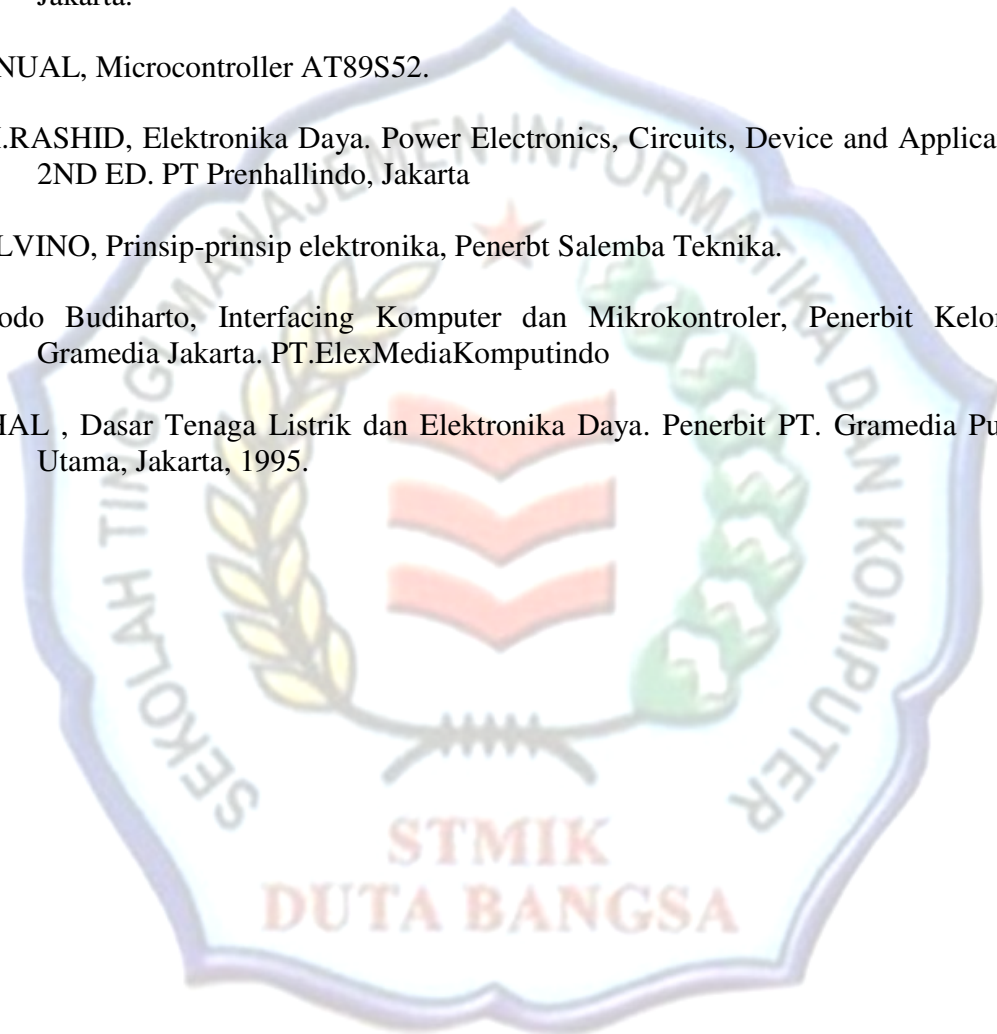 Jakarta.
NUAL, Microcontroller AT89S52.
.RASHID, Elektronika Daya. Power Electronics, Circuits, Device and Applica
2ND ED. PT Prenhallindo, Jakarta
LVINO, Prinsip-prinsip elektronika, Penerbt Salemba Teknika.
odo Budiharto, Interfacing Komputer dan Mikrokontroler, Penerbit Kelo
Gramedia Jakarta. PT.ElexMediaKomputindo
HAL , Dasar Tenaga Listrik dan Elektronika Daya. Penerbit PT. Gramedia Pu
Utama, Jakarta, 1995.
SEKOLAH TINGGI MANAJEMEN INFORMATIKA DAN KOMPUTER
STMIK
DUTA BANGSA